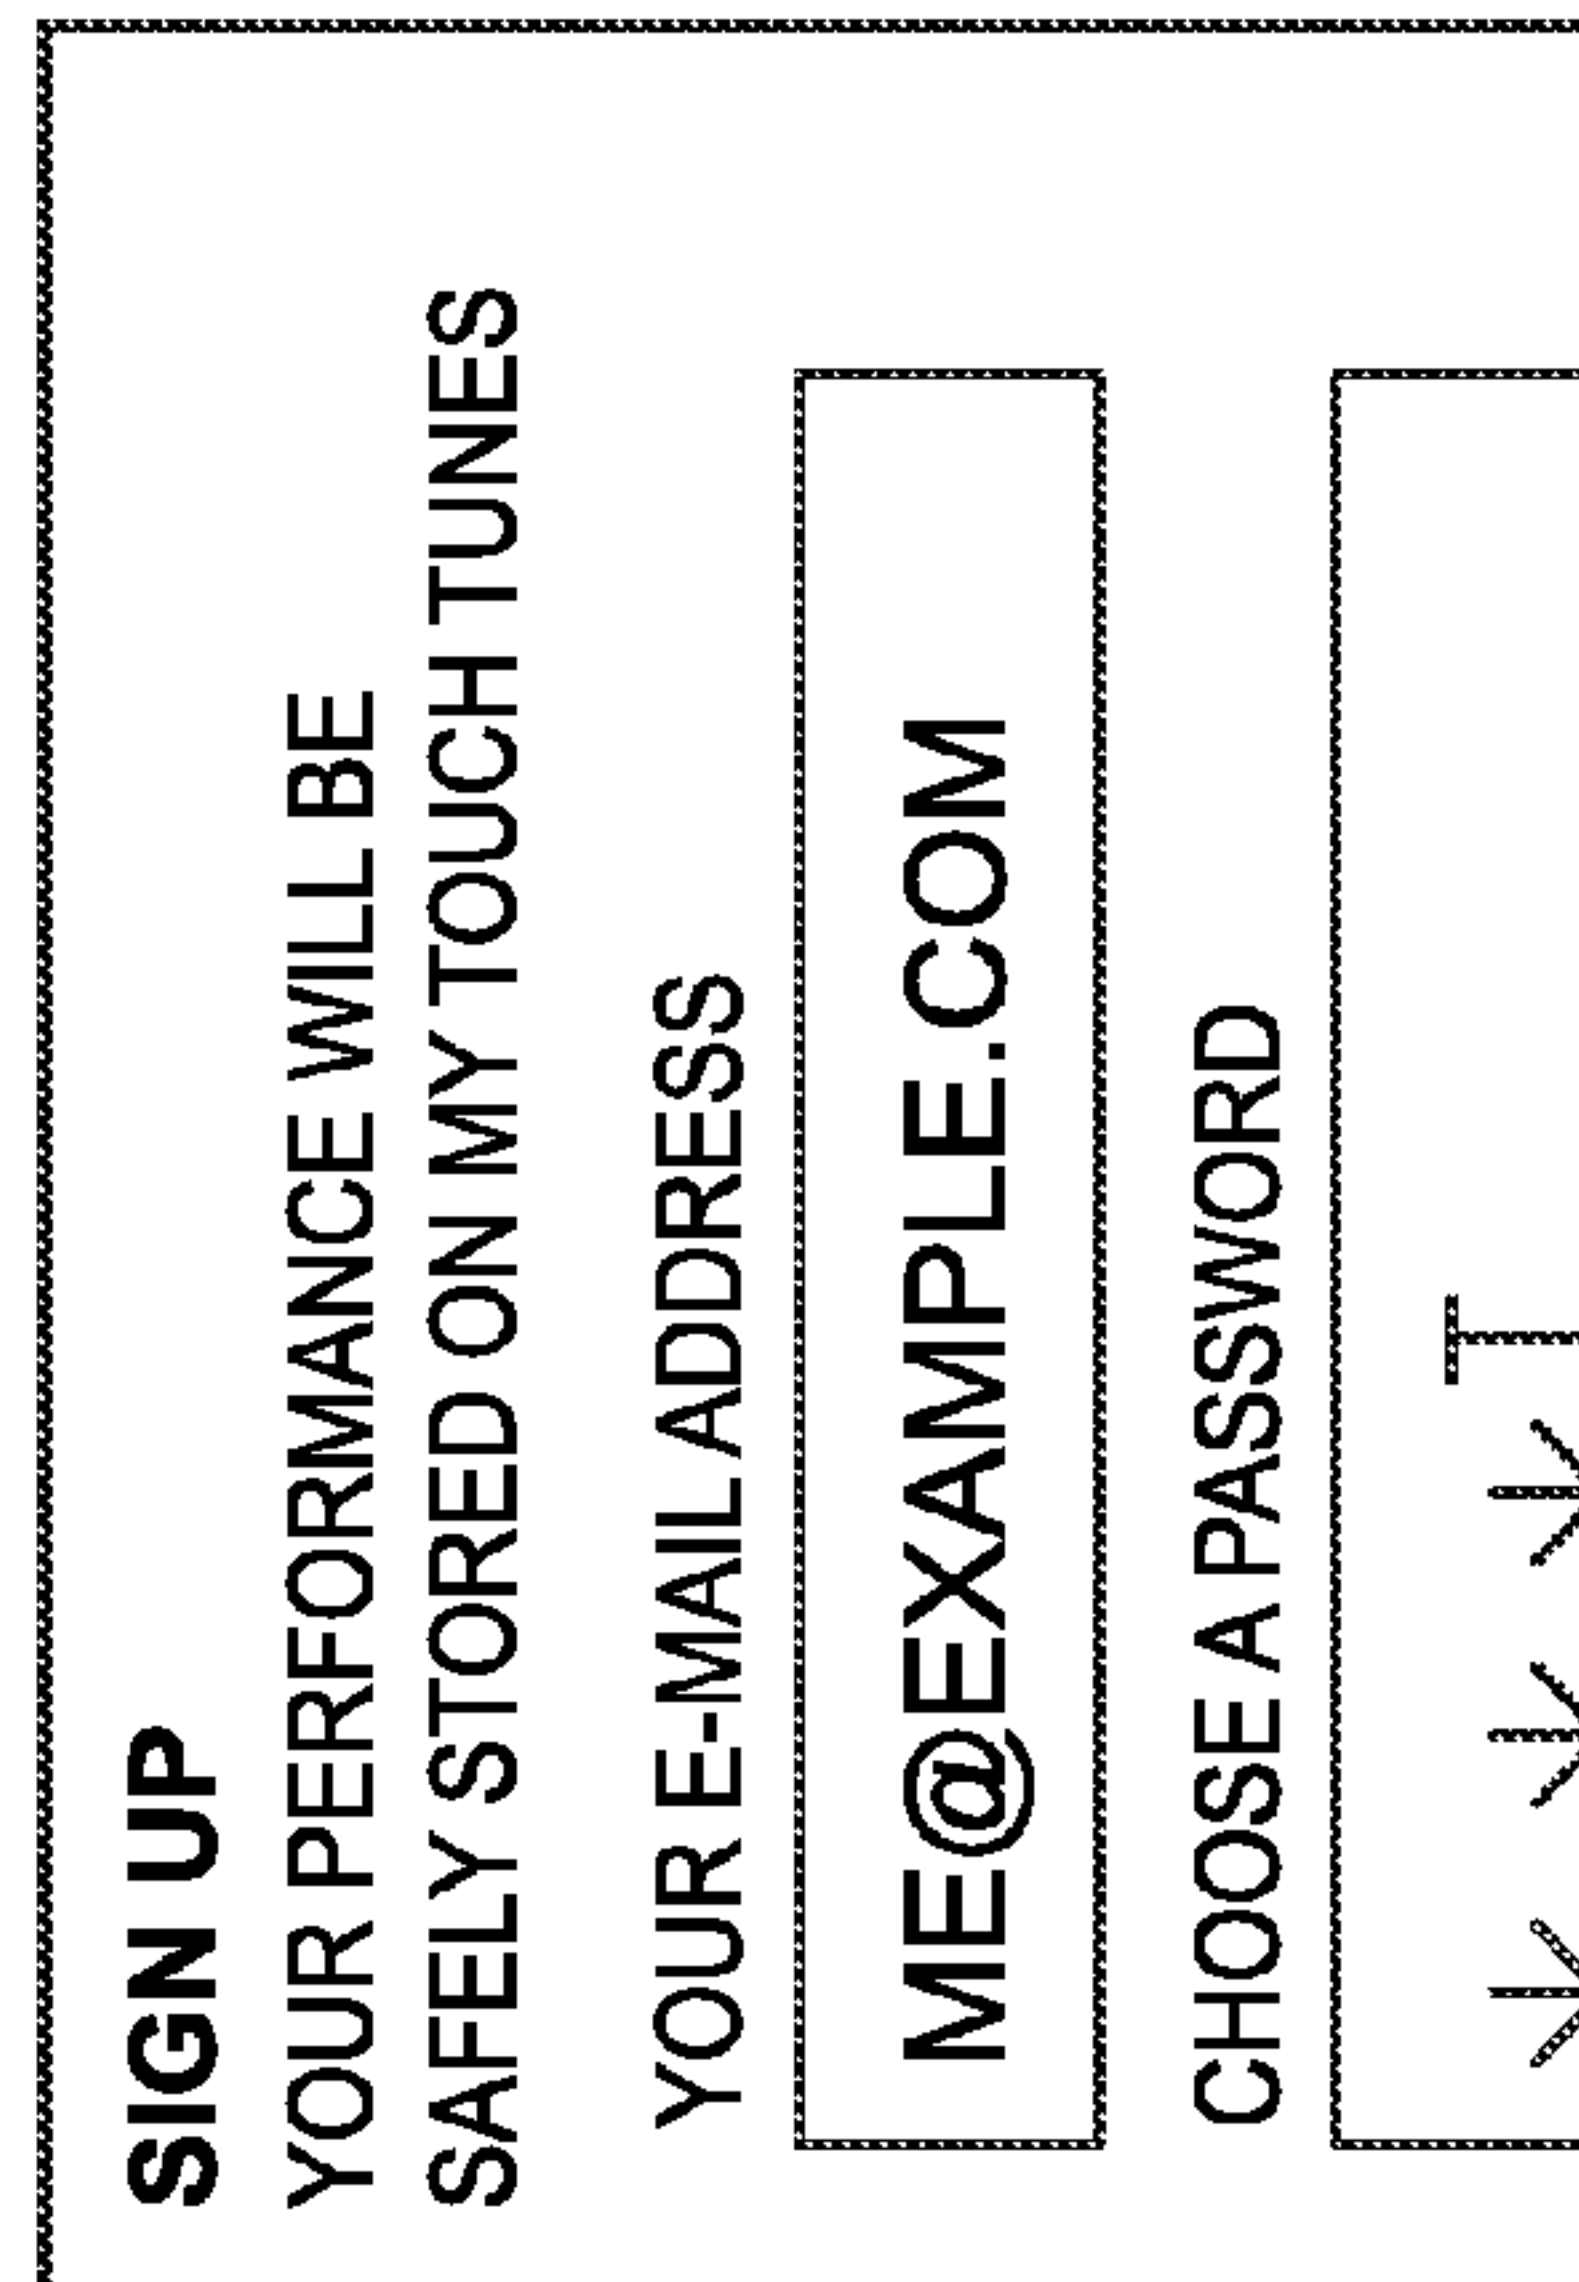 SIGN UP
YOUR PERFORMANCE WILL BE
SAFELY STORED ON MY TOUCH TUNES
YOUR E-MAIL ADDRESS
ME@EXAMPLE.COM
CHOOSE A PASSWORD